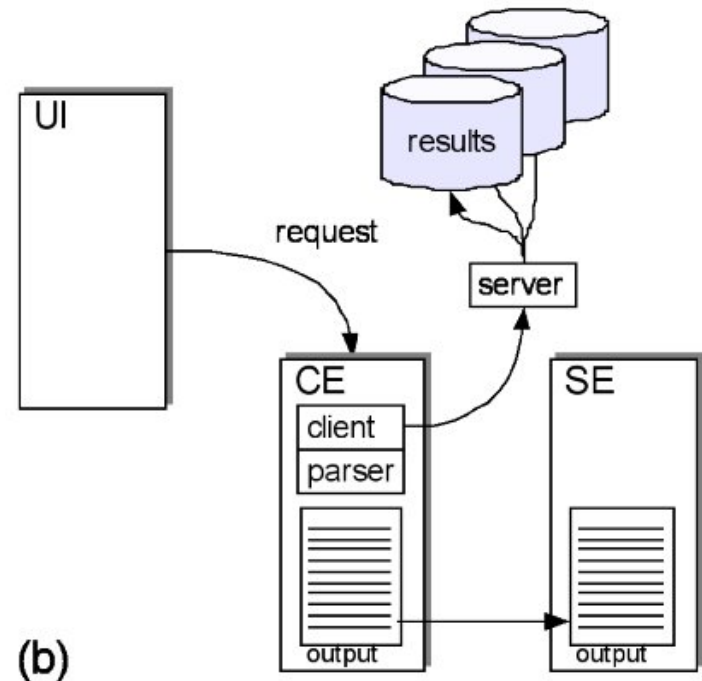 UI
results
request
server
CE
SE
client
parser
output
output
(b)